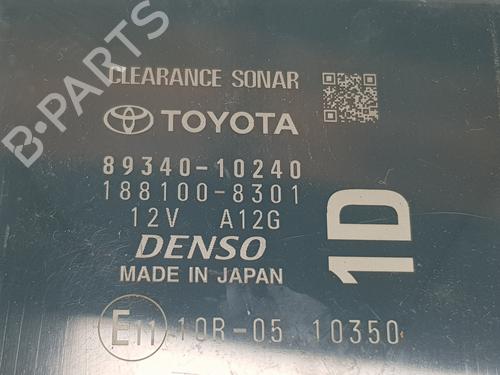 B-PARTS
CLEARANCE SONAR
TOYOTA
89340-10240
188100-8301
12V A12G
DENSO
MADE IN JAPAN
1D
E11 10R-05 10350